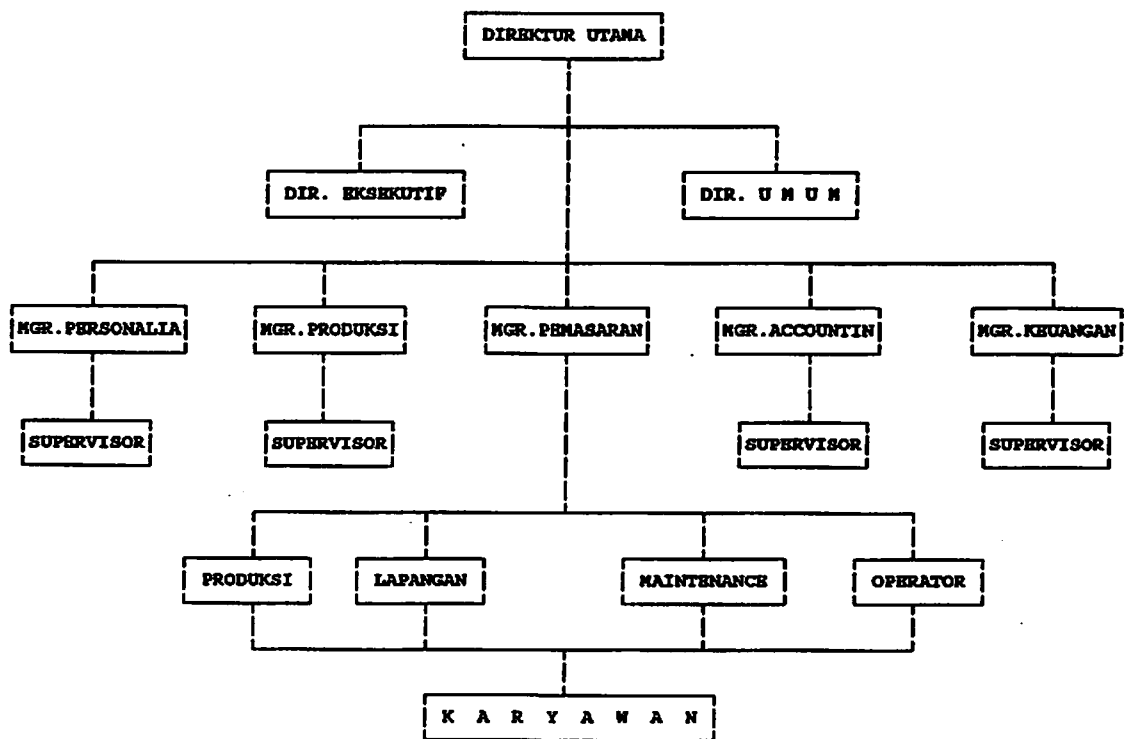 DIREKTUR UTAMA
DIR. EKSEKUTIF
DIR. U M U M
MGR.PERSONALIA
MGR.PRODUKSI
MGR.PEMASARAN
MGR.ACCOUNTIN
MGR.KEUANGAN
SUPERVISOR
SUPERVISOR
SUPERVISOR
SUPERVISOR
PRODUKSI
LAPANGAN
MAINTENANCE
OPERATOR
K A R Y A W A N